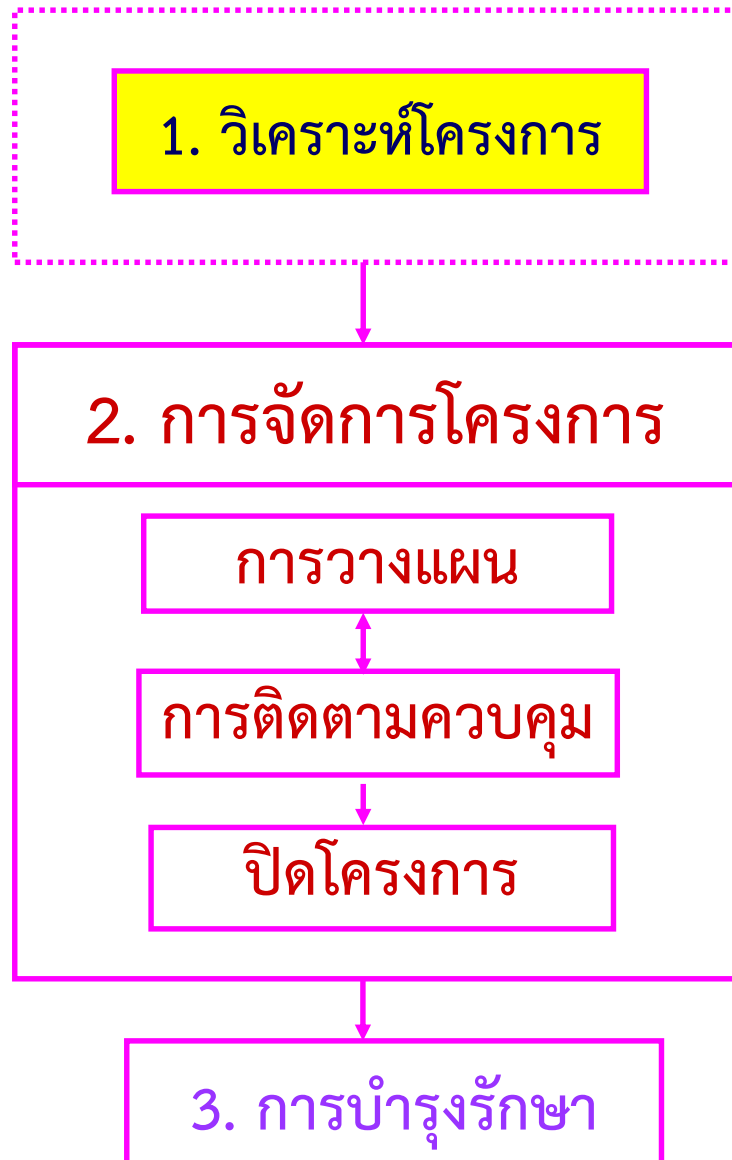 1. วิเคราะห์โครงการ
2. การจัดการโครงการ
การวางแผน
การติดตามควบคุม
ปิดโครงการ
3. การบำรุงรักษา